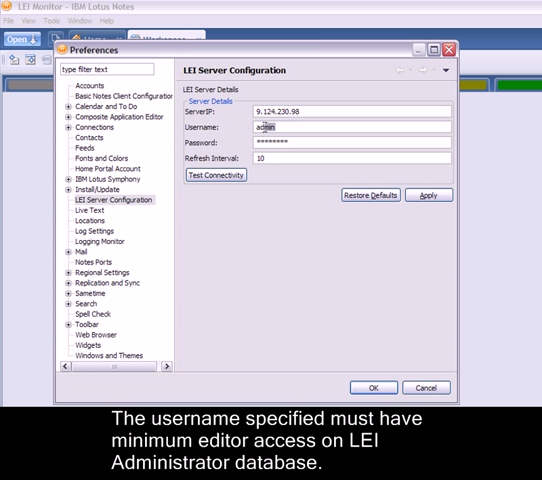 LEI Monitor - IBM Lotus Notes
File View Tools Window Help
Open Home Workspace
Preferences
type filter text
LEI Server Configuration
Accounts
Basic Notes Client Configuration
Calendar and To Do
Composite Application Editor
Connections
Contacts
Feeds
Fonts and Colors
Home Portal Account
IBM Lotus Symphony
Install/Update
LEI Server Configuration
Live Text
Locations
Log Settings
Logging Monitor
Mail
Notes Ports
Regional Settings
Replication and Sync
Sametime
Search
Spell Check
Toolbar
Web Browser
Widgets
Windows and Themes
LEI Server Details
Server Details
ServerIP: 9.124.230.98
Username: admin
Password: ********
Refresh Interval: 10
Test Connectivity
Restore Defaults Apply
OK Cancel
The username specified must have
minimum editor access on LEI
Administrator database.